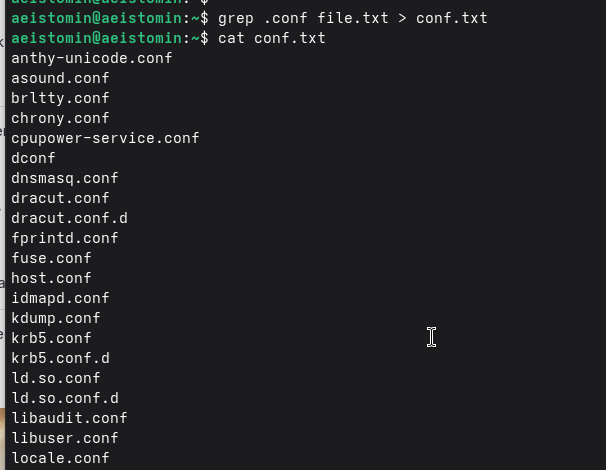 aeistomin@aeistomin:~$ grep .conf file.txt > conf.txt
aeistomin@aeistomin:~$ cat conf.txt
anthy-unicode.conf
asound.conf
brltty.conf
chrony.conf
cpupower-service.conf
dconf
dnsmasq.conf
dracut.conf
dracut.conf.d
fprintd.conf
fuse.conf
host.conf
idmapd.conf
kdump.conf
krb5.conf
krb5.conf.d
ld.so.conf
ld.so.conf.d
libaudit.conf
libuser.conf
locale.conf